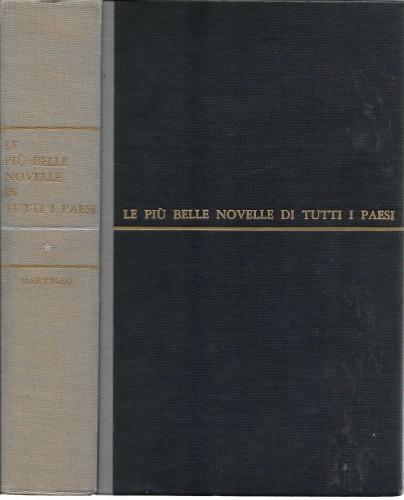 LE
PIÙ BELLE
NOVELLE
DI
TUTTI I PAESI
*
MARTELLO
LE PIÙ BELLE NOVELLE DI TUTTI I PAESI